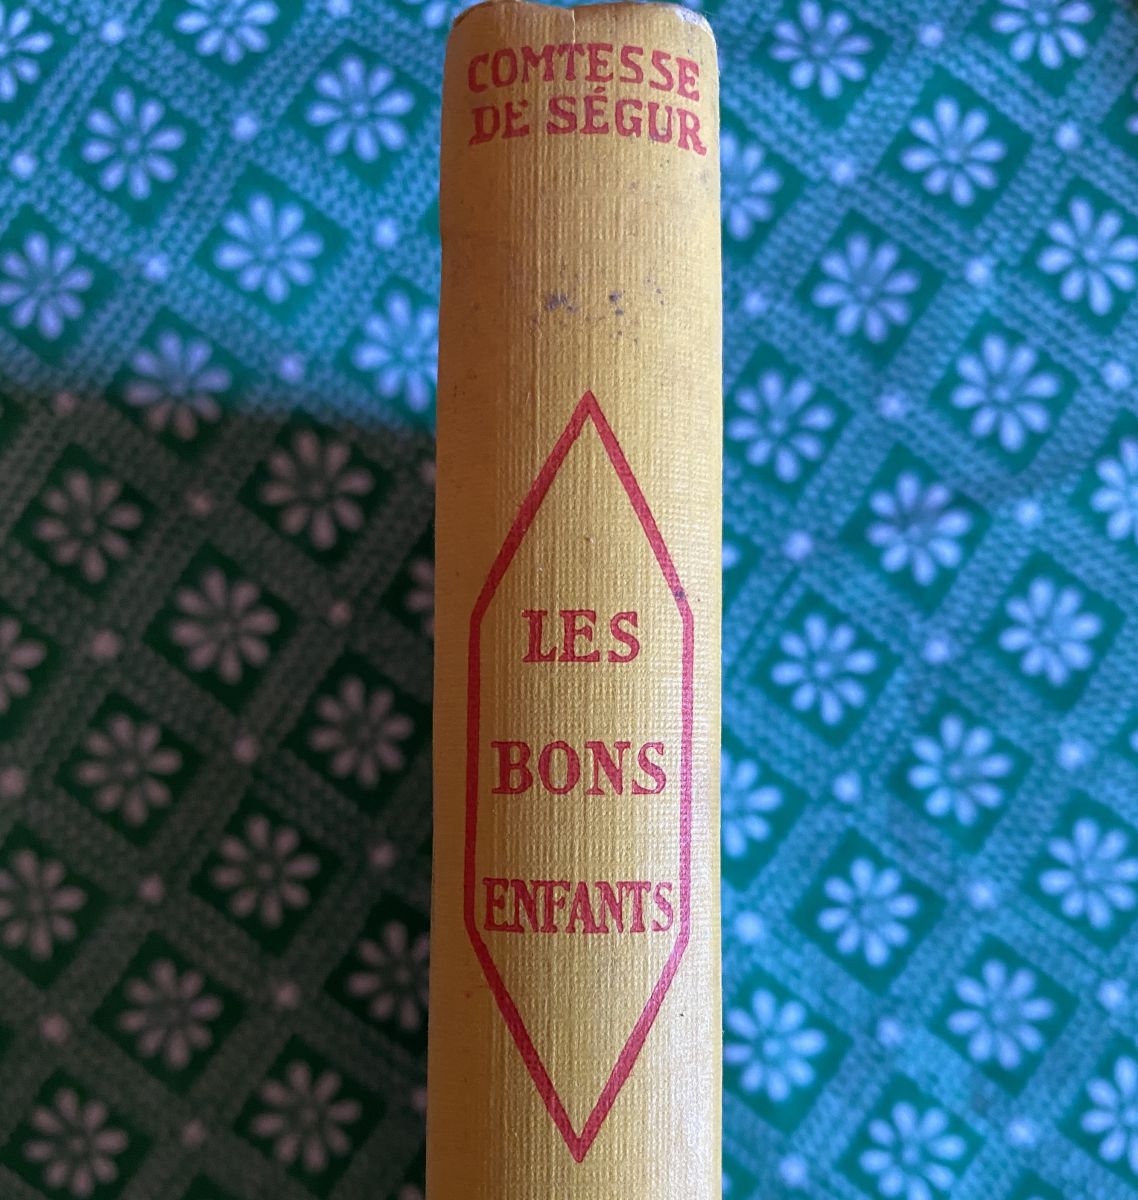 COMTESSE
DE SÉGUR
LES
BONS
ENFANTS